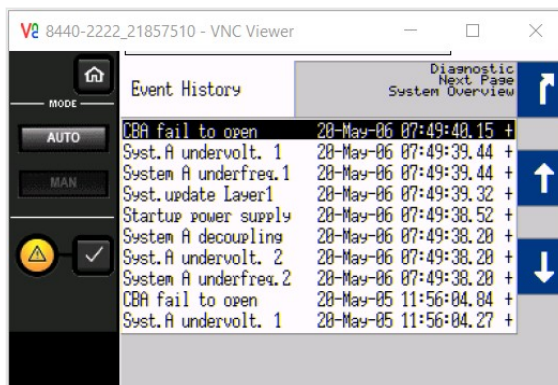 8440-2222_21857510 - VNC Viewer
Event History
Diagnostic
Next Page
System Overview
MODE
AUTO
MAN
CBA fail to open 20-May-06 07:49:40.15 +
Syst.A undervolt. 1 20-May-06 07:49:39.44 +
System A underfreq.1 20-May-06 07:49:39.44 +
Syst.update Layer1 20-May-06 07:49:39.32 +
Startup power supply 20-May-06 07:49:38.52 +
System A decoupling 20-May-06 07:49:38.20 +
Syst.A undervolt. 2 20-May-06 07:49:38.20 +
System A underfreq.2 20-May-06 07:49:38.20 +
CBA fail to open 20-May-05 11:56:04.84 +
Syst.A undervolt. 1 20-May-05 11:56:04.27 +